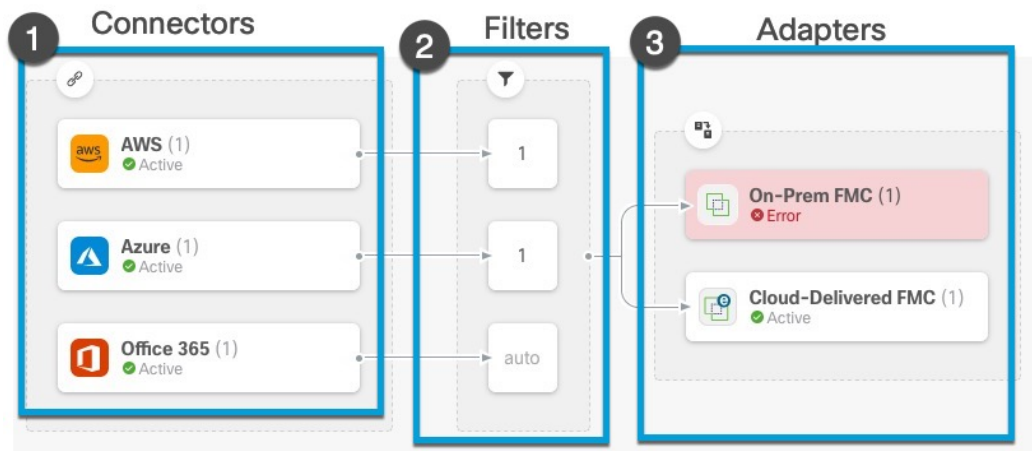 1 Connectors
2 Filters
3 Adapters
aws AWS (1)
Active
1
Azure (1)
Active
1
Office 365 (1)
Active
auto
On-Prem FMC (1)
Error
Cloud-Delivered FMC (1)
Active